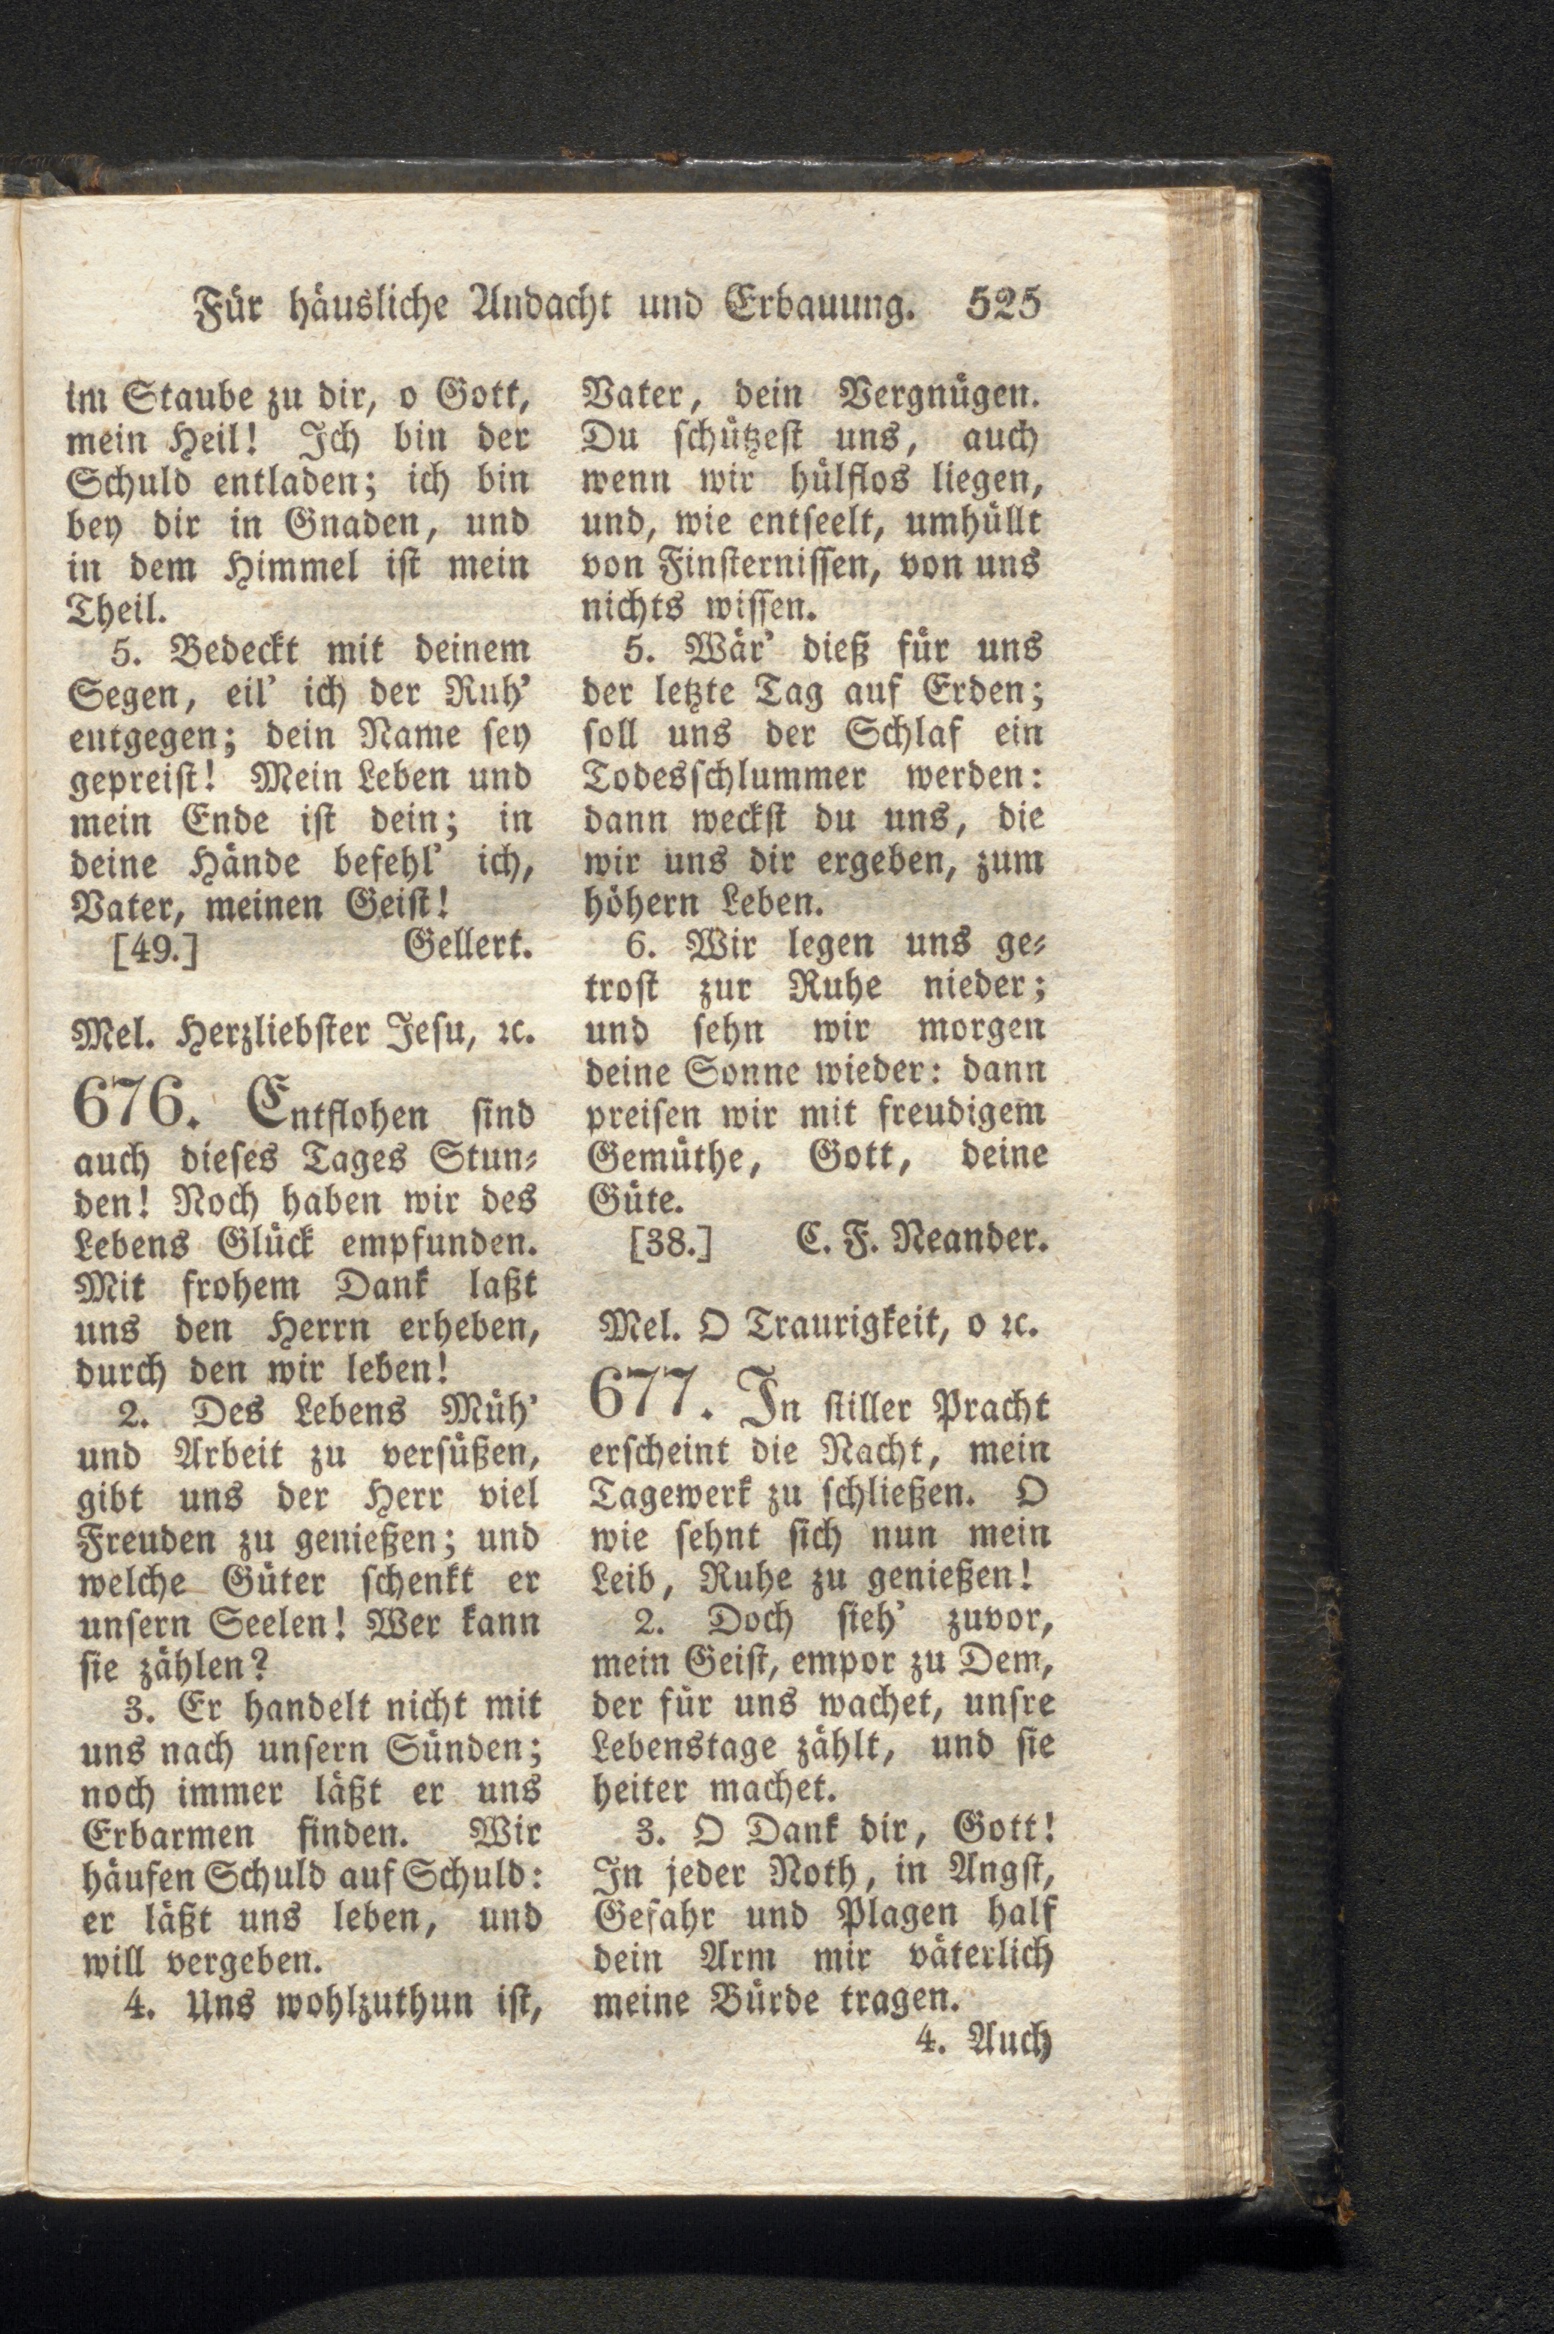 Für häusliche Andacht und Erbauung. 525
im Staube zu dir, o Gott,
mein Heil! Ich bin der
Schuld entladen; ich bin
bey dir in Gnaden, und
in dem Himmel ist mein
Theil.
5. Bedeckt mit deinem
Segen, eil' ich der Ruh'
entgegen; dein Name sey
gepreist! Mein Leben und
mein Ende ist dein; in
deine Hände befehl' ich,
Vater, meinen Geist!
[49.] Gellert.
Mel. Herzliebster Jesu, ꝛc.
676. Entflohen sind
auch dieses Tages Stun⸗
den! Noch haben wir des
Lebens Glück empfunden.
Mit frohem Dank laßt
uns den Herrn erheben,
durch den wir leben!
2. Des Lebens Müh'
und Arbeit zu versüßen,
gibt uns der Herr viel
Freuden zu genießen; und
welche Güter schenkt er
unsern Seelen! Wer kann
sie zählen?
3. Er handelt nicht mit
uns nach unsern Sünden;
noch immer läßt er uns
Erbarmen finden. Wir
häufen Schuld auf Schuld:
er läßt uns leben, und
will vergeben.
4. Uns wohlzuthun ist,
Vater, dein Vergnügen.
Du schützest uns, auch
wenn wir hülflos liegen,
und, wie entseelt, umhüllt
von Finsternissen, von uns
nichts wissen.
5. Wär' dieß für uns
der letzte Tag auf Erden;
soll uns der Schlaf ein
Todesschlummer werden:
dann weckst du uns, die
wir uns dir ergeben, zum
höhern Leben.
6. Wir legen uns ge⸗
trost zur Ruhe nieder;
und sehn wir morgen
deine Sonne wieder: dann
preisen wir mit freudigem
Gemüthe, Gott, deine
Güte.
[38.] C. F. Neander.
Mel. O Traurigkeit, o ꝛc.
677. In stiller Pracht
erscheint die Nacht, mein
Tagewerk zu schließen. O
wie sehnt sich nun mein
Leib, Ruhe zu genießen!
2. Doch sieh' zuvor,
mein Geist, empor zu Dem,
der für uns wachet, unsre
Lebenstage zählt, und sie
heiter machet.
3. O Dank dir, Gott!
In jeder Noth, in Angst,
Gefahr und Plagen half
dein Arm mir väterlich
meine Bürde tragen.
4. Auch